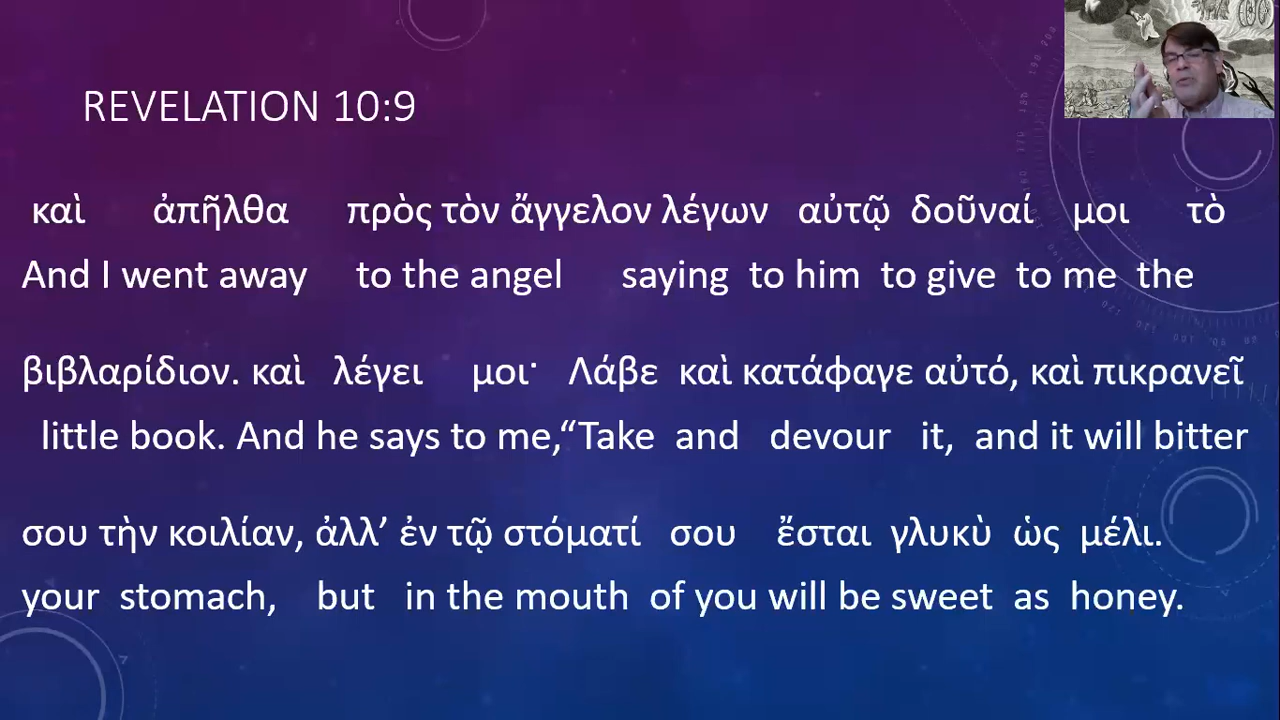 REVELATION 10:9
καὶ ἀπῆλθα πρὸς τὸν ἄγγελον λέγων αὐτῷ δοῦναί μοι τὸ
And I went away to the angel saying to him to give to me the
βιβλαρίδιον. καὶ λέγει μοι· Λάβε καὶ κατάφαγε αὐτό, καὶ πικρανεῖ
little book. And he says to me,“Take and devour it, and it will bitter
σου τὴν κοιλίαν, ἀλλ’ ἐν τῷ στόματί σου ἔσται γλυκὺ ὡς μέλι.
your stomach, but in the mouth of you will be sweet as honey.